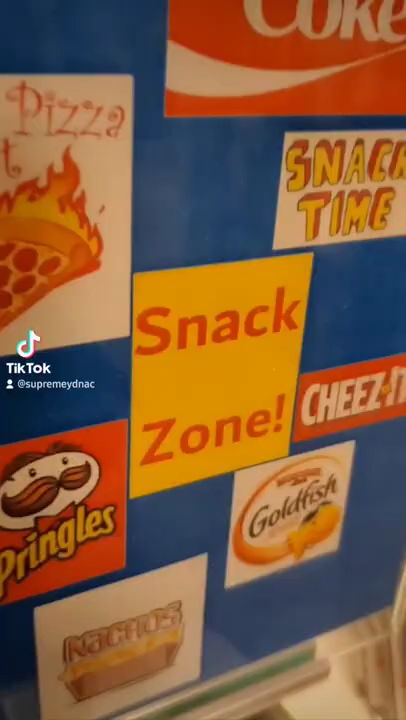 Coke
Pizza
SNACK
TIME
Snack
Zone!
TikTok
@supremeydnac
CHEEZ-IT
Pringles
Goldfish
NACHOS